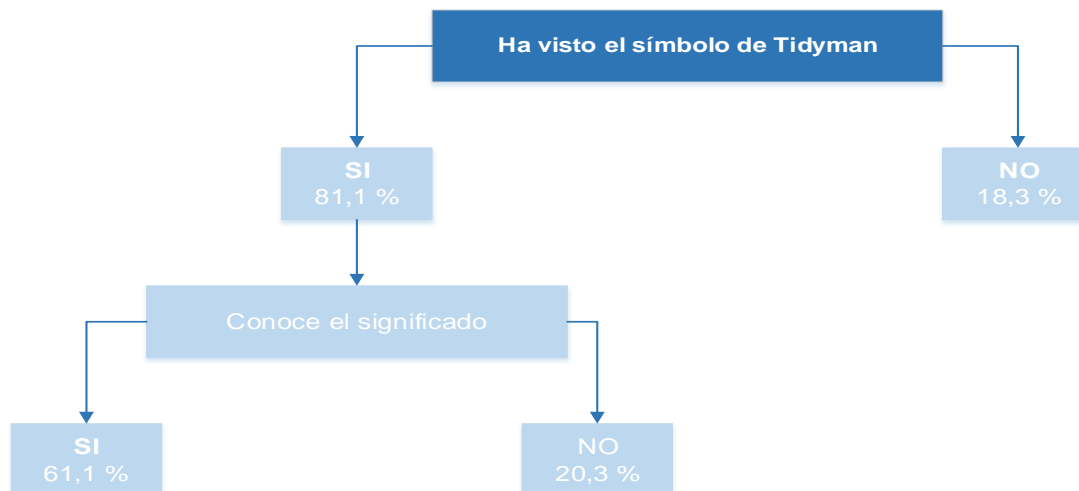 Ha visto el símbolo de Tidyman
SI
81,1 %
NO
18,3 %
Conoce el significado
SI
61,1 %
NO
20,3 %